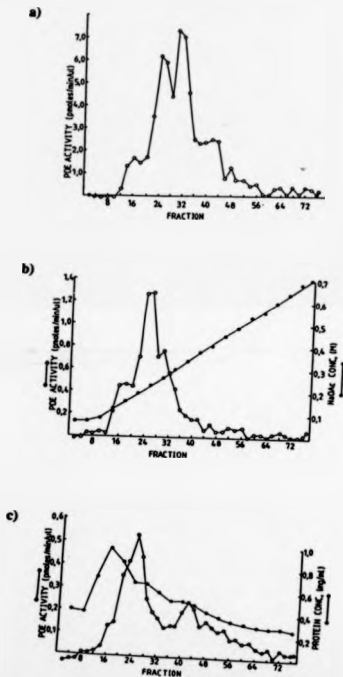 a)
PDE ACTIVITY (pmoles/min/ul)
7,0
6,0
5,0
4,0
3,0
2,0
1,0
8 16 24 32 40 48 56 64 72
FRACTION
b)
PDE ACTIVITY (pmoles/min/ul)
1,4
1,2
1,0
0,8
0,6
0,4
0,2
0,7
0,6
0,5
0,4
0,3
0,2
0,1
NaOAc CONC. (M)
8 16 24 32 40 48 56 64 72
FRACTION
c)
PDE ACTIVITY (pmoles/min/ul)
0,6
0,5
0,4
0,3
0,2
0,1
1,0
0,8
0,6
0,4
0,2
PROTEIN CONC. (mg/ml)
8 16 24 32 40 48 56 64 72
FRACTION